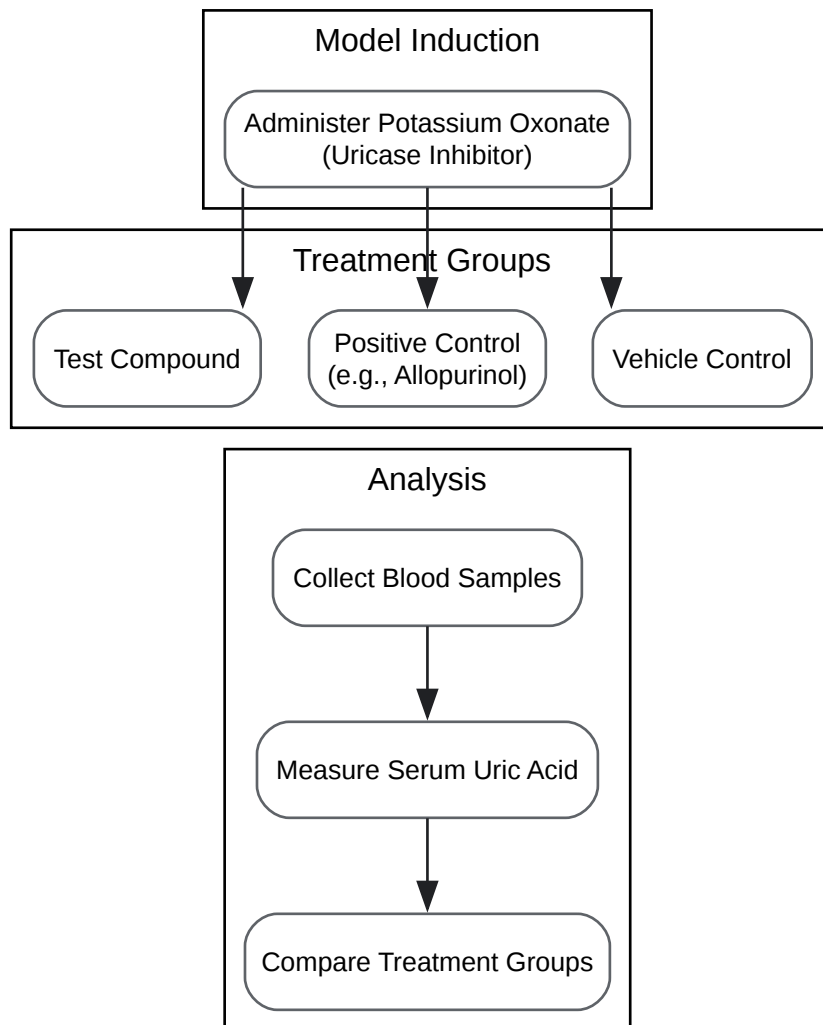 Model Induction
Administer Potassium Oxonate
(Uricase Inhibitor)
Treatment Groups
Test Compound
Positive Control
(e.g., Allopurinol)
Vehicle Control
Analysis
Collect Blood Samples
Measure Serum Uric Acid
Compare Treatment Groups